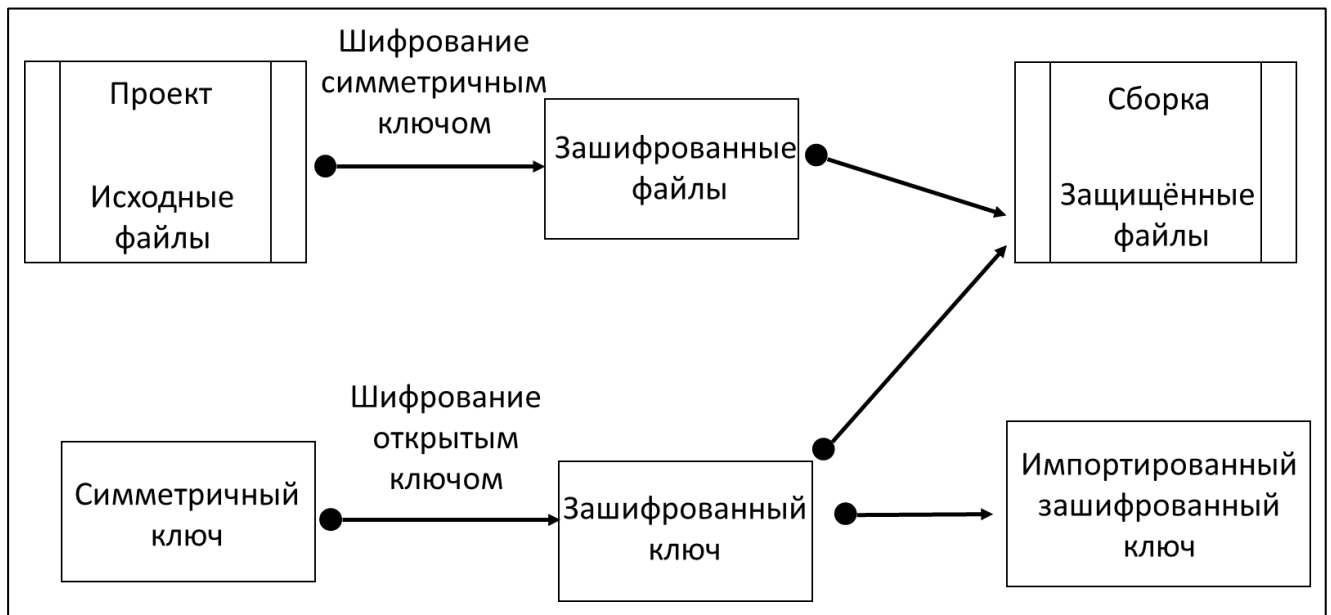 Проект
Исходные
файлы
Шифрование
симметричным
ключом
Зашифрованные
файлы
Сборка
Защищённые
файлы
Симметричный
ключ
Шифрование
открытым
ключом
Зашифрованный
ключ
Импортированный
зашифрованный
ключ